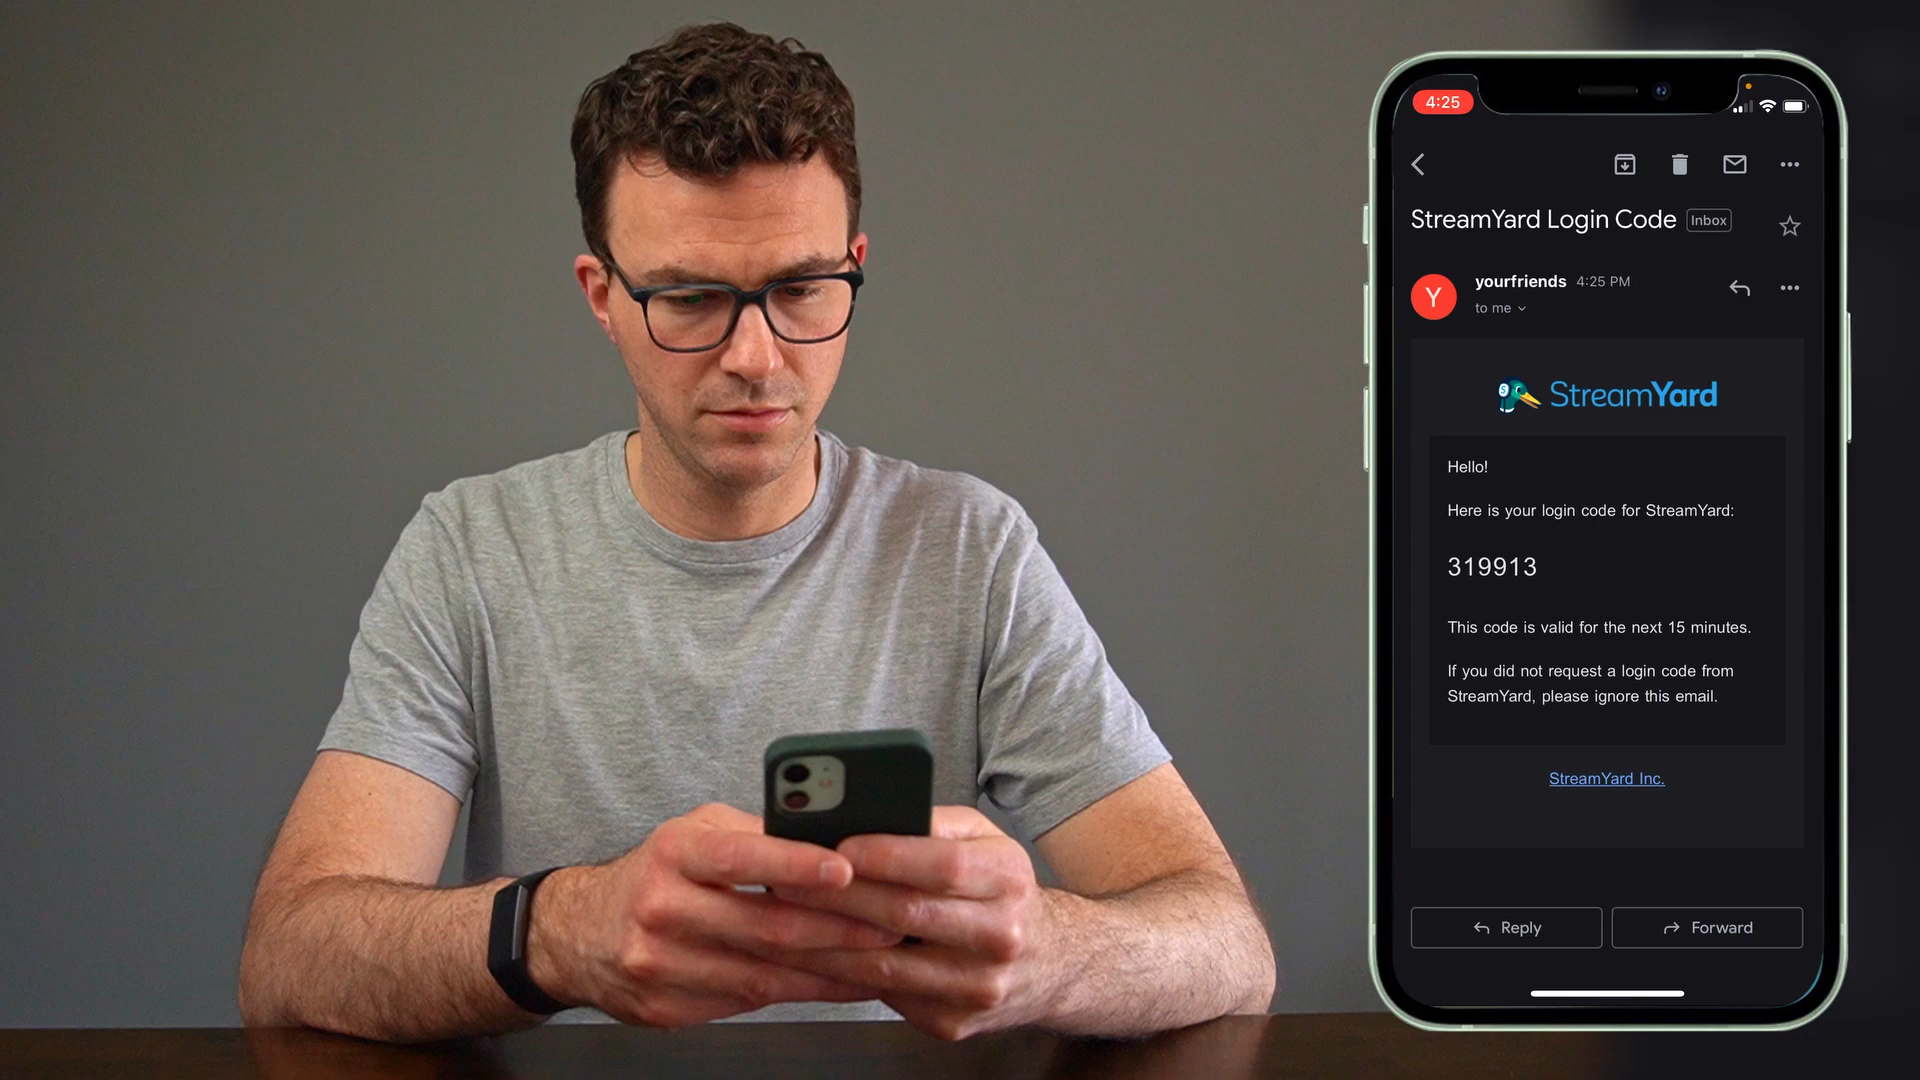 4:25
StreamYard Login Code Inbox
Y
yourfriends 4:25 PM
to me
StreamYard
Hello!
Here is your login code for StreamYard:
319913
This code is valid for the next 15 minutes.
If you did not request a login code from
StreamYard, please ignore this email.
StreamYard Inc.
Reply Forward